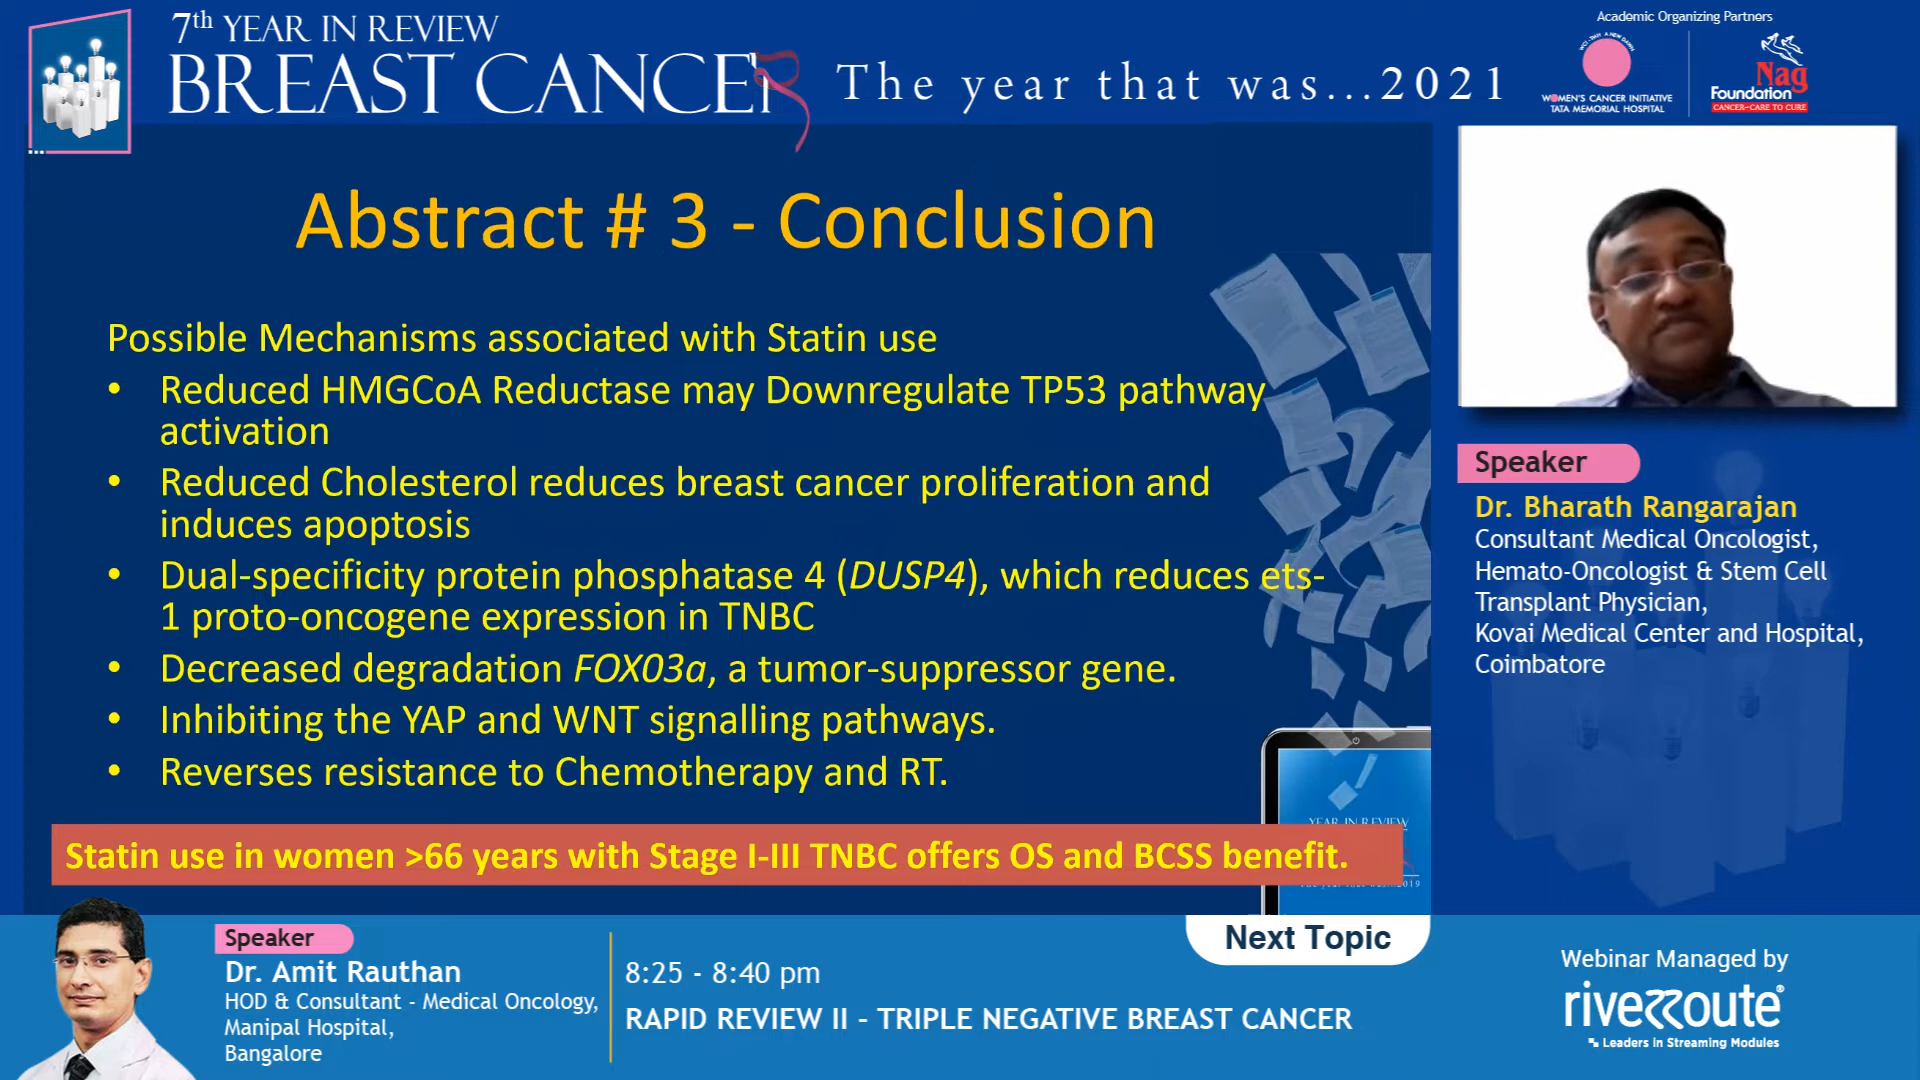 7th YEAR IN REVIEW
BREAST CANCER
The year that was...2021
Academic Organizing Partners
WOMEN'S CANCER INITIATIVE
TATA MEMORIAL HOSPITAL
Nag
Foundation
CANCER-CARE TO CURE
Abstract # 3 - Conclusion
Possible Mechanisms associated with Statin use
• Reduced HMGCoA Reductase may Downregulate TP53 pathway
activation
• Reduced Cholesterol reduces breast cancer proliferation and
induces apoptosis
• Dual-specificity protein phosphatase 4 (DUSP4), which reduces ets-
1 proto-oncogene expression in TNBC
• Decreased degradation FOX03a, a tumor-suppressor gene.
• Inhibiting the YAP and WNT signalling pathways.
• Reverses resistance to Chemotherapy and RT.
YEAR IN REVIEW
Statin use in women >66 years with Stage I-III TNBC offers OS and BCSS benefit.
Speaker
Dr. Bharath Rangarajan
Consultant Medical Oncologist,
Hemato-Oncologist & Stem Cell
Transplant Physician,
Kovai Medical Center and Hospital,
Coimbatore
Speaker
Dr. Amit Rauthan
HOD & Consultant - Medical Oncology,
Manipal Hospital,
Bangalore
Next Topic
8:25 - 8:40 pm
RAPID REVIEW II - TRIPLE NEGATIVE BREAST CANCER
Webinar Managed by
riverroute
Leaders in Streaming Modules